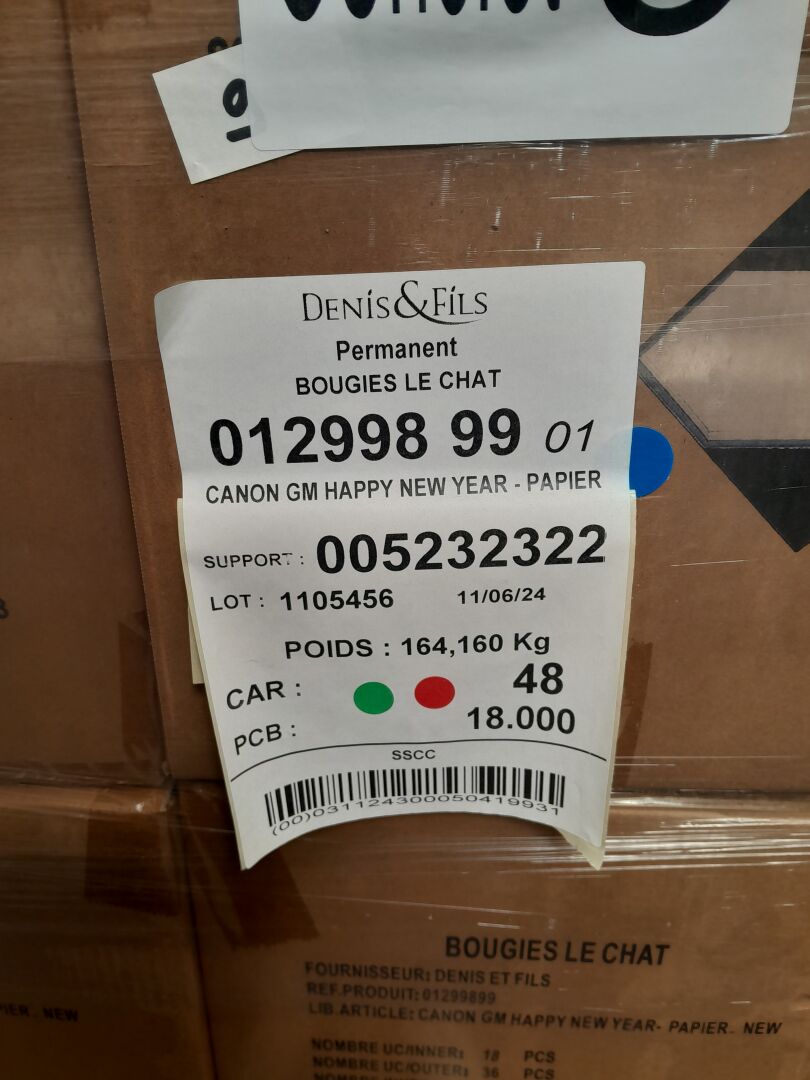 DENIS&FILS
Permanent
BOUGIES LE CHAT
012998 99 01
CANON GM HAPPY NEW YEAR - PAPIER
SUPPORT : 005232322
LOT : 1105456 11/06/24
POIDS : 164,160 Kg
CAR : 48
PCB : 18.000
SSCC
(00)031124300050419931
BOUGIES LE CHAT
FOURNISSEUR: DENIS ET FILS
REF.PRODUIT: 01299899
LIB.ARTICLE: CANON GM HAPPY NEW YEAR- PAPIER. NEW
NOMBRE UC/INNER: 18 PCS
NOMBRE UC/OUTER: 36 PCS
NEW